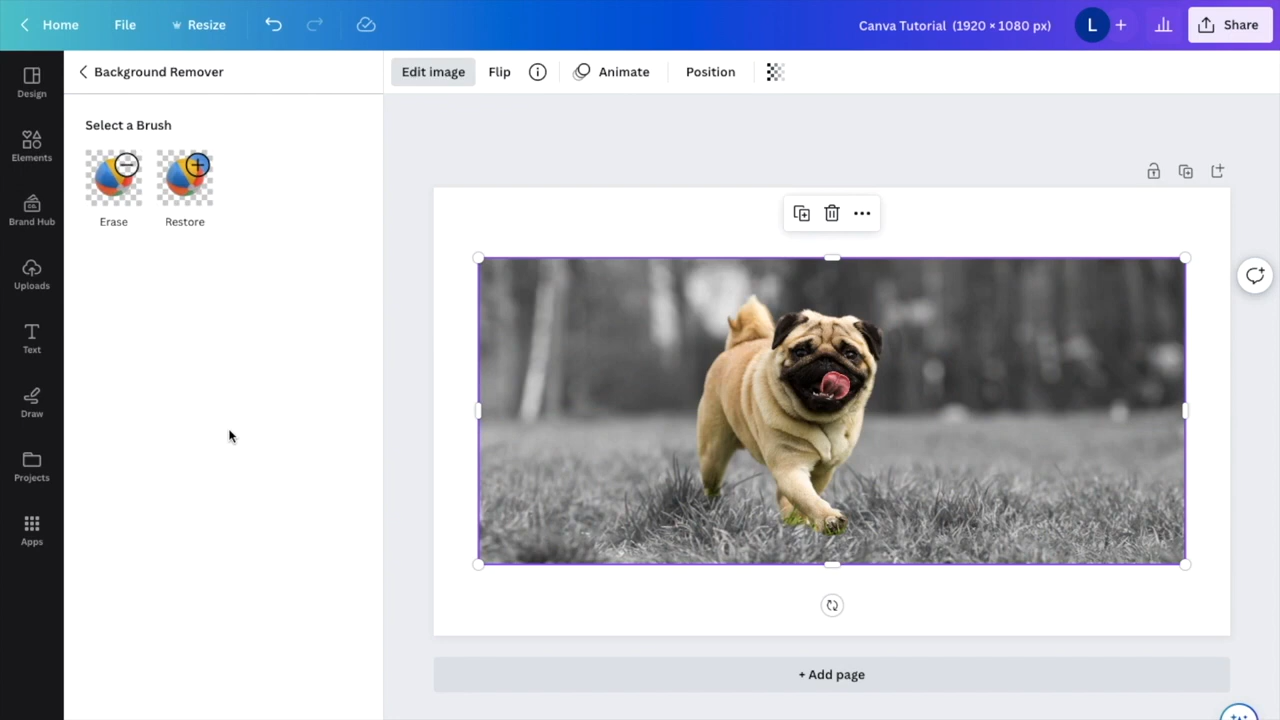 Home File Resize Canva Tutorial (1920 × 1080 px) L + Share
Background Remover
Edit image Flip Animate Position
Select a Brush
Erase Restore
Design
Elements
Brand Hub
Uploads
Text
Draw
Projects
Apps
+ Add page